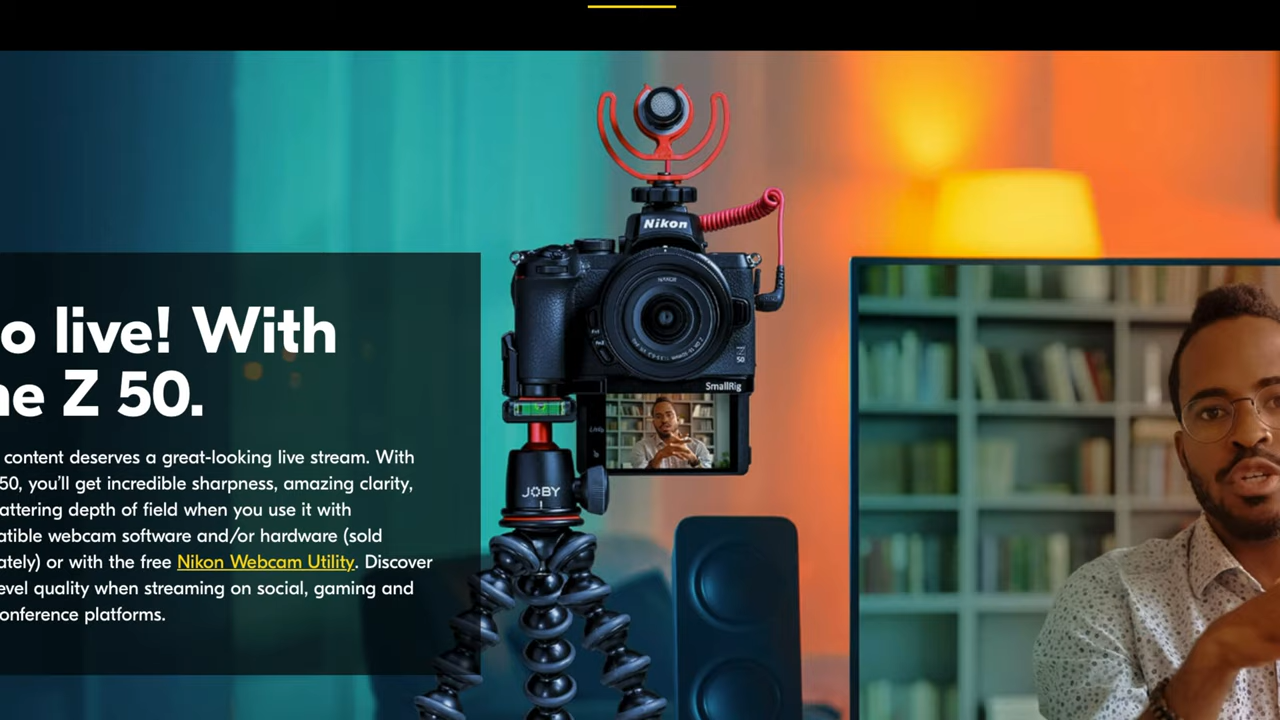 o live! With
e Z 50.
content deserves a great-looking live stream. With
50, you'll get incredible sharpness, amazing clarity,
attering depth of field when you use it with
atible webcam software and/or hardware (sold
ately) or with the free Nikon Webcam Utility. Discover
evel quality when streaming on social, gaming and
onference platforms.
Nikon
Z
50
SmallRig
JOBY